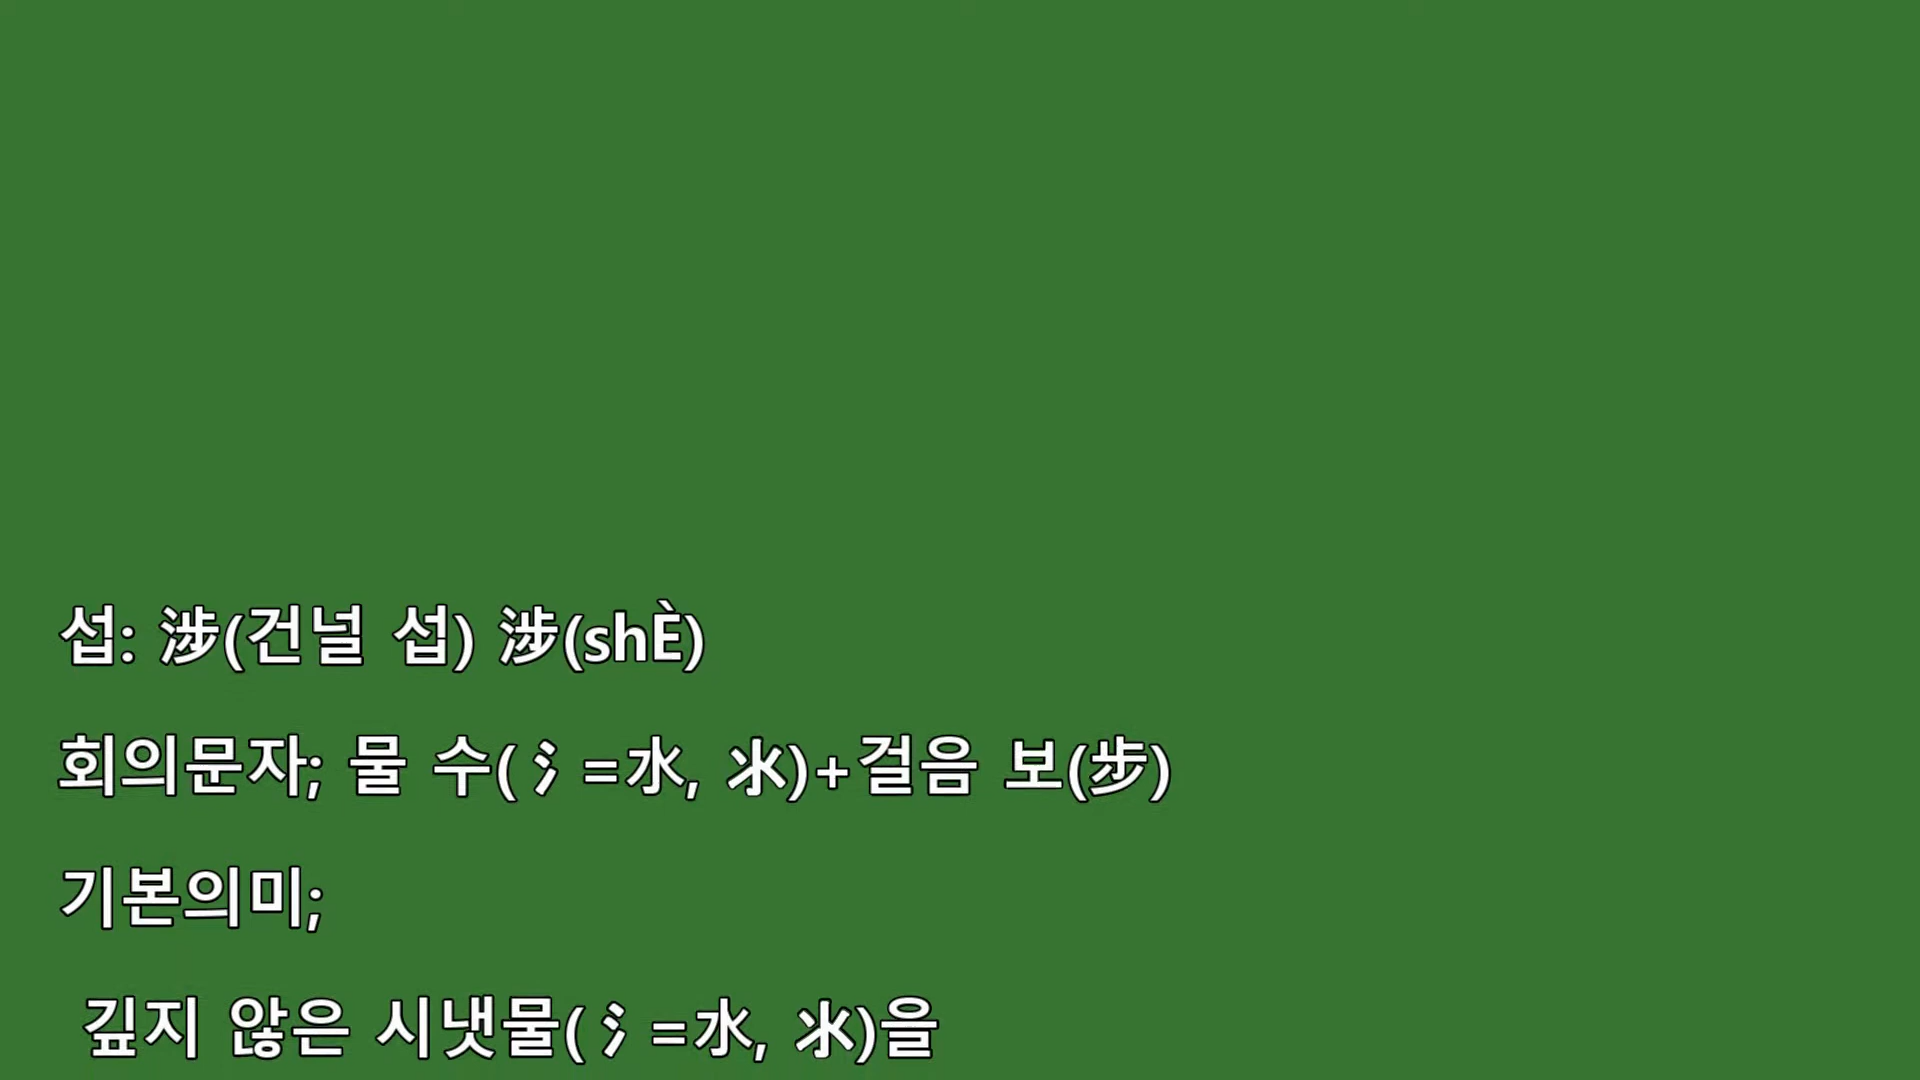 섭: 涉(건널 섭) 涉(shÈ)
회의문자; 물 수(氵=水, 氺)+걸음 보(步)
기본의미;
깊지 않은 시냇물(氵=水, 氺)을